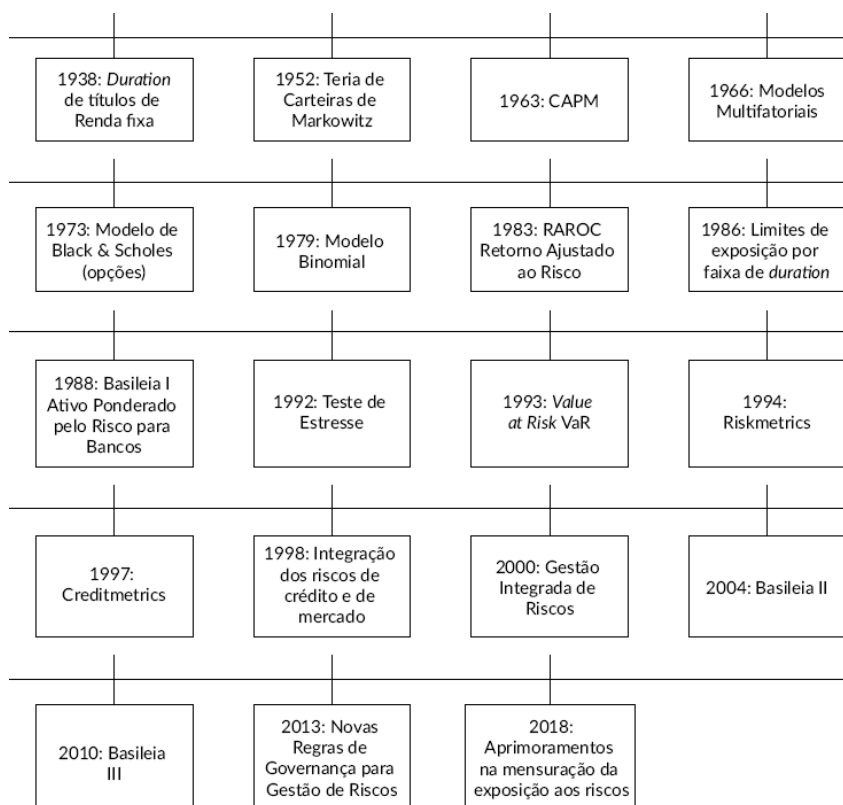 1938: Duration
de títulos de
Renda fixa
1952: Teria de
Carteiras de
Markowitz
1963: CAPM
1966: Modelos
Multifatoriais
1973: Modelo de
Black & Scholes
(opções)
1979: Modelo
Binomial
1983: RAROC
Retorno Ajustado
ao Risco
1986: Limites de
exposição por
faixa de duration
1988: Basileia I
Ativo Ponderado
pelo Risco para
Bancos
1992: Teste de
Estresse
1993: Value
at Risk VaR
1994:
Riskmetrics
1997:
Creditmetrics
1998: Integração
dos riscos de
crédito e de
mercado
2000: Gestão
Integrada de
Riscos
2004: Basileia II
2010: Basileia
III
2013: Novas
Regras de
Governança para
Gestão de Riscos
2018:
Aprimoramentos
na mensuração da
exposição aos riscos